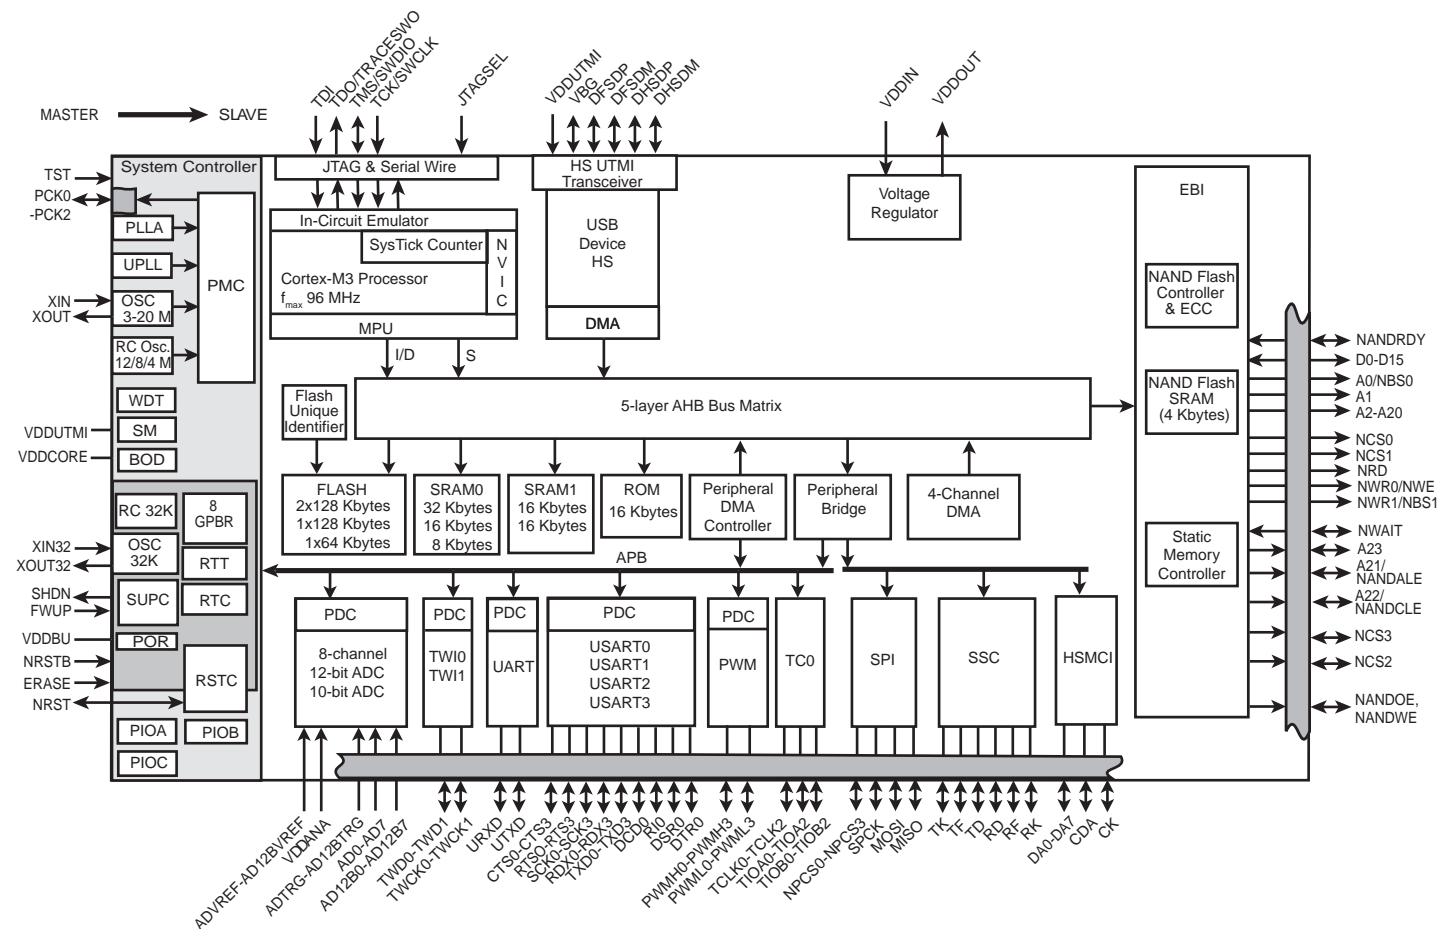 MASTER
SLAVE
TDI
TDO/TRACESWO
TMS/SWDIO
TCK/SWCLK
JTAGSEL
VDDUTMI
VBG
DFSDP
DFSDM
DHSDP
DHSDM
VDDIN
VDDOUT
TST
PCK0
-PCK2
XIN
XOUT
VDDUTMI
VDDCORE
XIN32
XOUT32
SHDN
FWUP
VDDBU
NRSTB
ERASE
NRST
System Controller
PLLA
UPLL
OSC
3-20 M
RC Osc.
12/8/4 M
PMC
WDT
SM
BOD
RC 32K
8
GPBR
OSC
32K
RTT
SUPC
RTC
POR
RSTC
PIOA
PIOB
PIOC
JTAG & Serial Wire
In-Circuit Emulator
SysTick Counter
N
V
I
C
Cortex-M3 Processor
fmax 96 MHz
MPU
I/D
S
HS UTMI
Transceiver
USB
Device
HS
DMA
Voltage
Regulator
EBI
NAND Flash
Controller
& ECC
NAND Flash
SRAM
(4 Kbytes)
Static
Memory
Controller
Flash
Unique
Identifier
5-layer AHB Bus Matrix
FLASH
2x128 Kbytes
1x128 Kbytes
1x64 Kbytes
SRAM0
32 Kbytes
16 Kbytes
8 Kbytes
SRAM1
16 Kbytes
16 Kbytes
ROM
16 Kbytes
Peripheral
DMA
Controller
Peripheral
Bridge
4-Channel
DMA
APB
PDC
8-channel
12-bit ADC
10-bit ADC
PDC
TWI0
TWI1
PDC
UART
PDC
USART0
USART1
USART2
USART3
PDC
PWM
TC0
SPI
SSC
HSMCI
NANDRDY
D0-D15
A0/NBS0
A1
A2-A20
NCS0
NCS1
NRD
NWR0/NWE
NWR1/NBS1
NWAIT
A23
A21/
NANDALE
A22/
NANDCLE
NCS3
NCS2
NANDOE,
NANDWE
ADVREF-AD12BVREF
VDDANA
ADTRG-AD12BTRG
AD0-AD7
AD12B0-AD12B7
TWD0-TWD1
TWCK0-TWCK1
URXD
UTXD
CTS0-CTS3
RTSO-RTS3
SCK0-SCK3
RDX0-RDX3
TXD0-TXD3
DCD0
RI0
DSR0
DTR0
PWMH0-PWMH3
PWML0-PWML3
TCLK0-TCLK2
TIOA0-TIOA2
TIOB0-TIOB2
NPCS0-NPCS3
SPCK
MOSI
MISO
TK
TF
TD
RD
RF
RK
DA0-DA7
CDA
CK